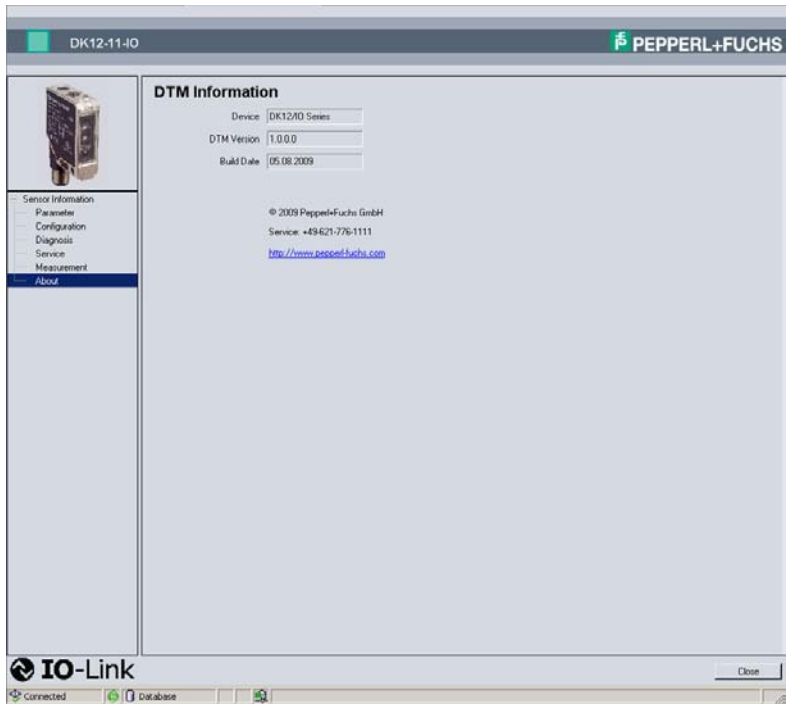 DK12-11-IO
PEPPERL+FUCHS
DTM Information
Device DK12/IO Series
DTM Version 1.0.0.0
Build Date 05.08.2009
© 2009 Pepperl+Fuchs GmbH
Service: +49-621-776-1111
http://www.pepperl-fuchs.com
Sensor Information
Parameter
Configuration
Diagnosis
Service
Measurement
About
IO-Link
Close
Connected
Database